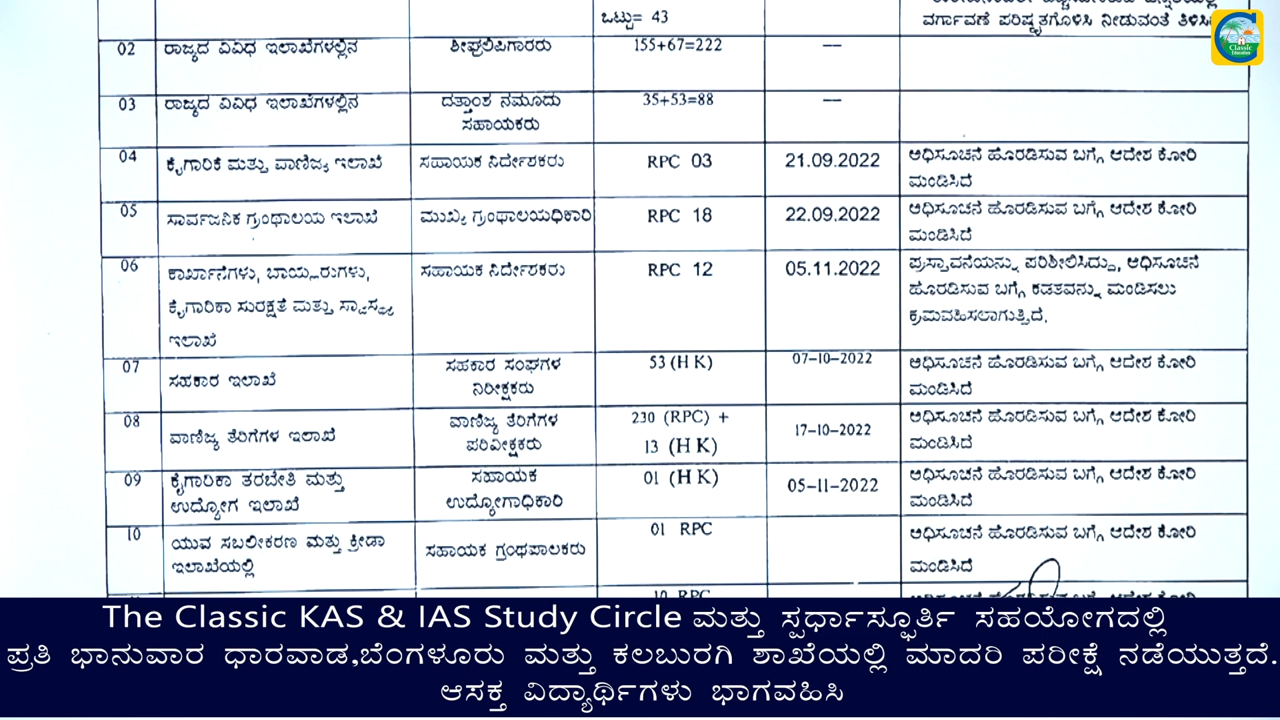 ಒಟ್ಟು= 43
ವರ್ಗಾವಣೆ ಪರಿಷ್ಕೃತಗೊಳಿಸಿ ನೀಡುವಂತೆ
Classic
Education
02 ರಾಜ್ಯದ ವಿವಿಧ ಇಲಾಖೆಗಳಲ್ಲಿನ ಶೀಘ್ರಲಿಪಿಗಾರರು 155+67=222 —
03 ರಾಜ್ಯದ ವಿವಿಧ ಇಲಾಖೆಗಳಲ್ಲಿನ ದತ್ತಾಂಶ ನಮೂದು 35+53=88 —
ಸಹಾಯಕರು
04 ಕೈಗಾರಿಕೆ ಮತ್ತು ವಾಣಿಜ್ಯ ಇಲಾಖೆ ಸಹಾಯಕ ನಿರ್ದೇಶಕರು RPC 03 21.09.2022 ಅಧಿಸೂಚನೆ ಹೊರಡಿಸುವ ಬಗ್ಗೆ ಆದೇಶ ಕೋರಿ
ಮಂಡಿಸಿದೆ
05 ಸಾರ್ವಜನಿಕ ಗ್ರಂಥಾಲಯ ಇಲಾಖೆ ಮುಖ್ಯ ಗ್ರಂಥಾಲಯಧಿಕಾರಿ RPC 18 22.09.2022 ಅಧಿಸೂಚನೆ ಹೊರಡಿಸುವ ಬಗ್ಗೆ ಆದೇಶ ಕೋರಿ
ಮಂಡಿಸಿದೆ
06 ಕಾರ್ಖಾನೆಗಳು, ಬಾಯ್ಲರುಗಳು, ಸಹಾಯಕ ನಿರ್ದೇಶಕರು RPC 12 05.11.2022 ಪ್ರಸ್ತಾವನೆಯನ್ನು ಪರಿಶೀಲಿಸಿದ್ದು, ಅಧಿಸೂಚನೆ
ಕೈಗಾರಿಕಾ ಸುರಕ್ಷತೆ ಮತ್ತು ಸ್ವಾಸ್ಥ್ಯ ಹೊರಡಿಸುವ ಬಗ್ಗೆ ಕಡತವನ್ನು ಮಂಡಿಸಲು
ಇಲಾಖೆ ಕ್ರಮವಹಿಸಲಾಗುತ್ತಿದೆ.
07 ಸಹಕಾರ ಇಲಾಖೆ ಸಹಕಾರ ಸಂಘಗಳ 53 (H K) 07-10-2022 ಅಧಿಸೂಚನೆ ಹೊರಡಿಸುವ ಬಗ್ಗೆ ಆದೇಶ ಕೋರಿ
ನಿರೀಕ್ಷಕರು ಮಂಡಿಸಿದೆ
08 ವಾಣಿಜ್ಯ ತೆರಿಗೆಗಳ ಇಲಾಖೆ ವಾಣಿಜ್ಯ ತೆರಿಗೆಗಳ 230 (RPC) + 17-10-2022 ಅಧಿಸೂಚನೆ ಹೊರಡಿಸುವ ಬಗ್ಗೆ ಆದೇಶ ಕೋರಿ
ಪರಿವೀಕ್ಷಕರು 13 (H K) ಮಂಡಿಸಿದೆ
09 ಕೈಗಾರಿಕಾ ತರಬೇತಿ ಮತ್ತು ಸಹಾಯಕ 01 (H K) 05-11-2022 ಅಧಿಸೂಚನೆ ಹೊರಡಿಸುವ ಬಗ್ಗೆ ಆದೇಶ ಕೋರಿ
ಉದ್ಯೋಗ ಇಲಾಖೆ ಉದ್ಯೋಗಾಧಿಕಾರಿ ಮಂಡಿಸಿದೆ
10 ಯುವ ಸಬಲೀಕರಣ ಮತ್ತು ಕ್ರೀಡಾ ಸಹಾಯಕ ಗ್ರಂಥಪಾಲಕರು 01 RPC ಅಧಿಸೂಚನೆ ಹೊರಡಿಸುವ ಬಗ್ಗೆ ಆದೇಶ ಕೋರಿ
ಇಲಾಖೆಯಲ್ಲಿ ಮಂಡಿಸಿದೆ
10 RPC
The Classic KAS & IAS Study Circle ಮತ್ತು ಸ್ಪರ್ಧಾಸ್ಫೂರ್ತಿ ಸಹಯೋಗದಲ್ಲಿ
ಪ್ರತಿ ಭಾನುವಾರ ಧಾರವಾಡ,ಬೆಂಗಳೂರು ಮತ್ತು ಕಲಬುರಗಿ ಶಾಖೆಯಲ್ಲಿ ಮಾದರಿ ಪರೀಕ್ಷೆ ನಡೆಯುತ್ತದೆ.
ಆಸಕ್ತ ವಿದ್ಯಾರ್ಥಿಗಳು ಭಾಗವಹಿಸಿ